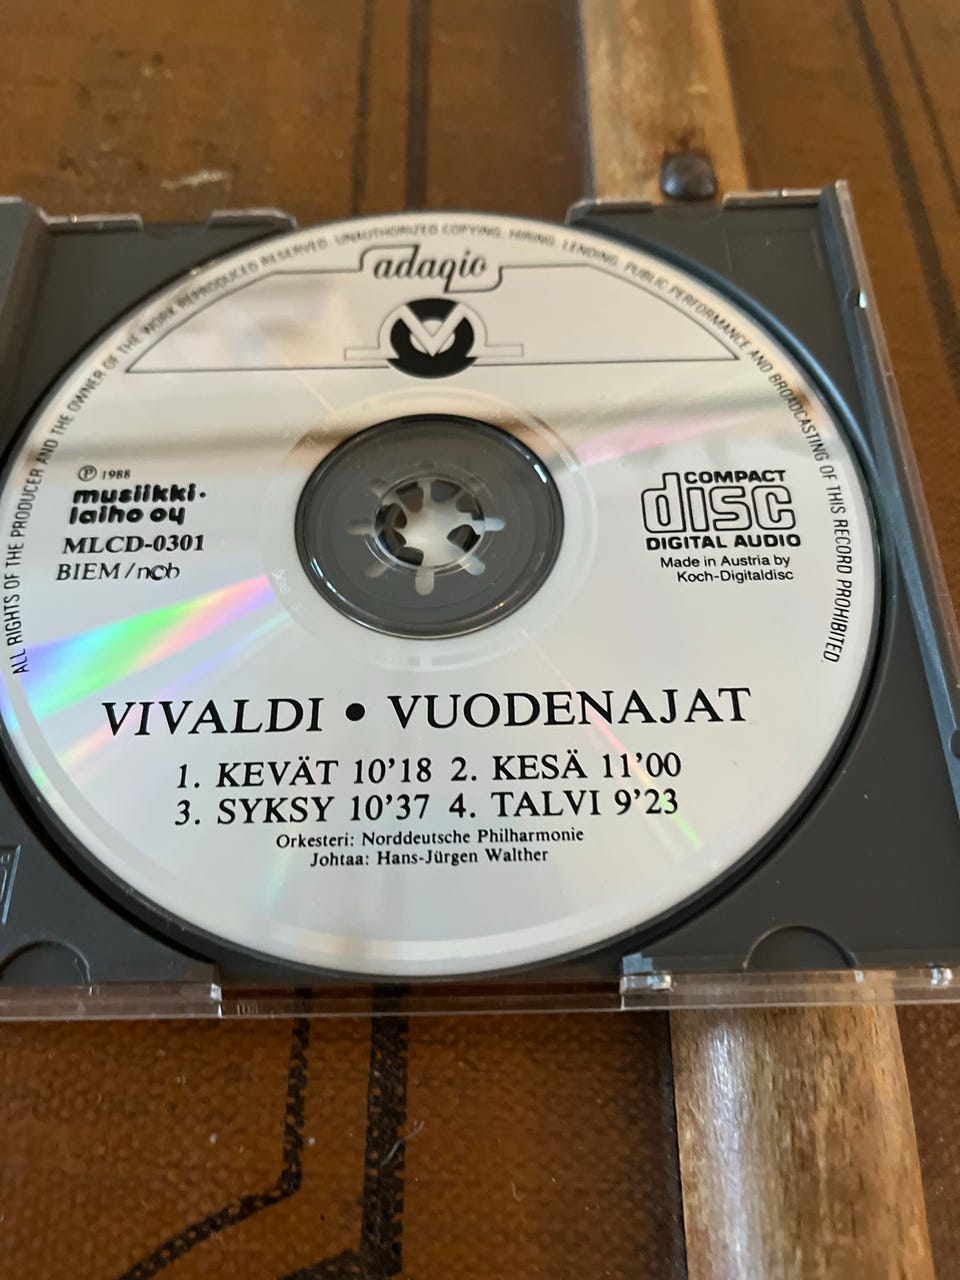 adagio
ALL RIGHTS OF THE PRODUCER AND THE OWNER OF THE WORK REPRODUCED RESERVED. UNAUTHORIZED COPYING, HIRING, LENDING, PUBLIC PERFORMANCE AND BROADCASTING OF THIS RECORD PROHIBITED.
Ⓟ 1988
musiikki-
laiho oy
MLCD-0301
BIEM/ncb
COMPACT
disc
DIGITAL AUDIO
Made in Austria by
Koch-Digitaldisc
VIVALDI • VUODENAJAT
1. KEVÄT 10'18 2. KESÄ 11'00
3. SYKSY 10'37 4. TALVI 9'23
Orkesteri: Norddeutsche Philharmonie
Johtaa: Hans-Jürgen Walther